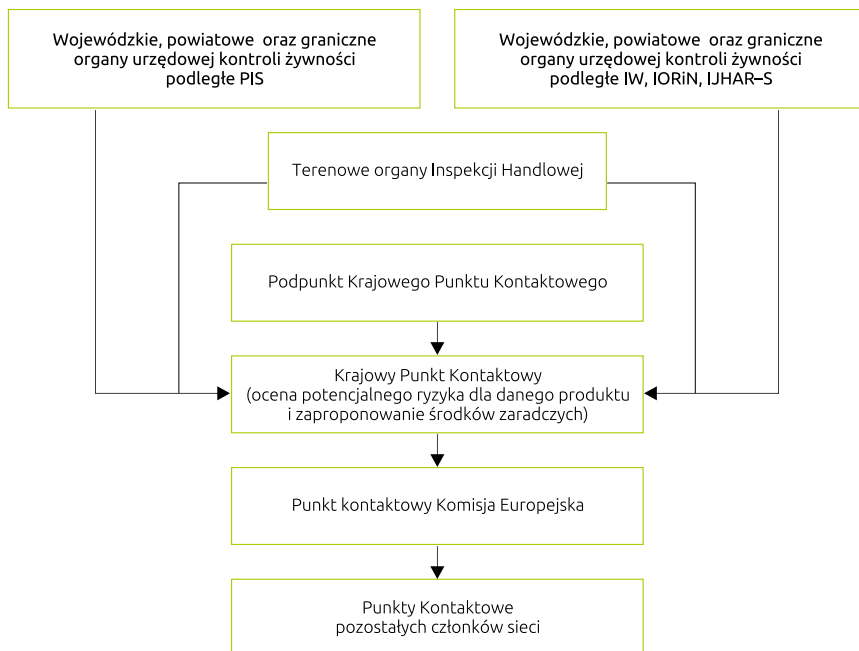 Wojewódzkie, powiatowe oraz graniczne
organy urzędowej kontroli żywności
podległe PIS
Wojewódzkie, powiatowe oraz graniczne
organy urzędowej kontroli żywności
podległe IW, IORiN, IJHAR–S
Terenowe organy Inspekcji Handlowej
Podpunkt Krajowego Punktu Kontaktowego
Krajowy Punkt Kontaktowy
(ocena potencjalnego ryzyka dla danego produktu
i zaproponowanie środków zaradczych)
Punkt kontaktowy Komisja Europejska
Punkty Kontaktowe
pozostałych członków sieci